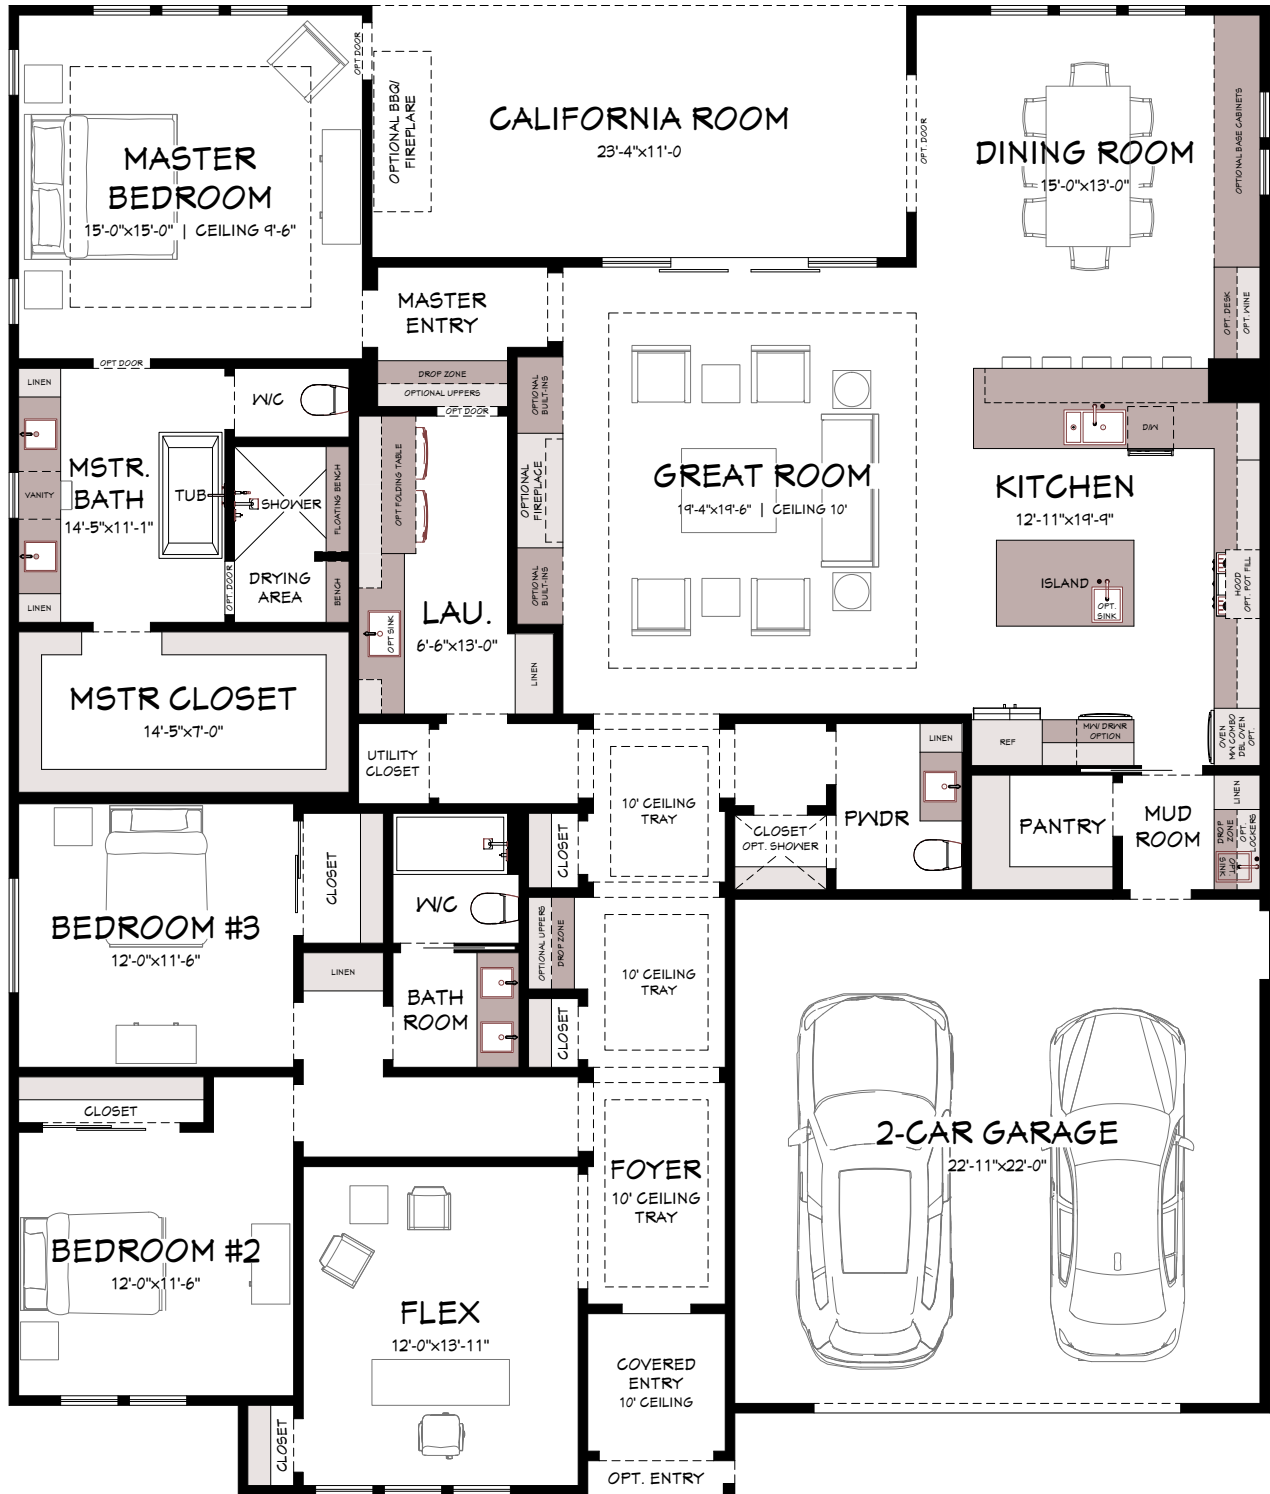 OPT DOOR
OPTIONAL BBQ/
FIREPLARE
CALIFORNIA ROOM
23'-4"x11'-0
OPT. DOOR
DINING ROOM
15'-0"x13'-0"
OPTIONAL BASE CABINETS
MASTER
BEDROOM
15'-0"x15'-0" | CEILING 9'-6"
MASTER
ENTRY
OPT. DESK
OPT. WINE
OPT DOOR
LINEN
W/C
DROP ZONE
OPTIONAL UPPERS
OPT DOOR
OPTIONAL
BUILT-INS
D/W
MSTR.
BATH
14'-5"x11'-1"
VANITY
TUB
SHOWER
FLOATING BENCH
OPT FOLDING TABLE
OPTIONAL
FIREPLACE
GREAT ROOM
19'-4"x19'-6" | CEILING 10'
KITCHEN
12'-11"x19'-9"
OPT. DOOR
DRYING
AREA
BENCH
LINEN
OPTIONAL
BUILT-INS
ISLAND
OPT.
SINK
HOOD
OPT. POT FILL
LAU.
6'-6"x13'-0"
OPT SINK
LINEN
MSTR CLOSET
14'-5"x7'-0"
UTILITY
CLOSET
LINEN
REF
MW/ DRWR
OPTION
OVEN
MW COMBO
DBL OVEN
OPT.
10' CEILING
TRAY
CLOSET
OPT. SHOWER
PWDR
PANTRY
MUD
ROOM
LINEN
DROP
ZONE
OPT.
LOCKERS
OPT.
SINK
CLOSET
CLOSET
W/C
BEDROOM #3
12'-0"x11'-6"
LINEN
OPTIONAL UPPERS
DROP ZONE
10' CEILING
TRAY
BATH
ROOM
CLOSET
CLOSET
FOYER
10' CEILING
TRAY
2-CAR GARAGE
22'-11"x22'-0"
BEDROOM #2
12'-0"x11'-6"
FLEX
12'-0"x13'-11"
COVERED
ENTRY
10' CEILING
CLOSET
OPT. ENTRY